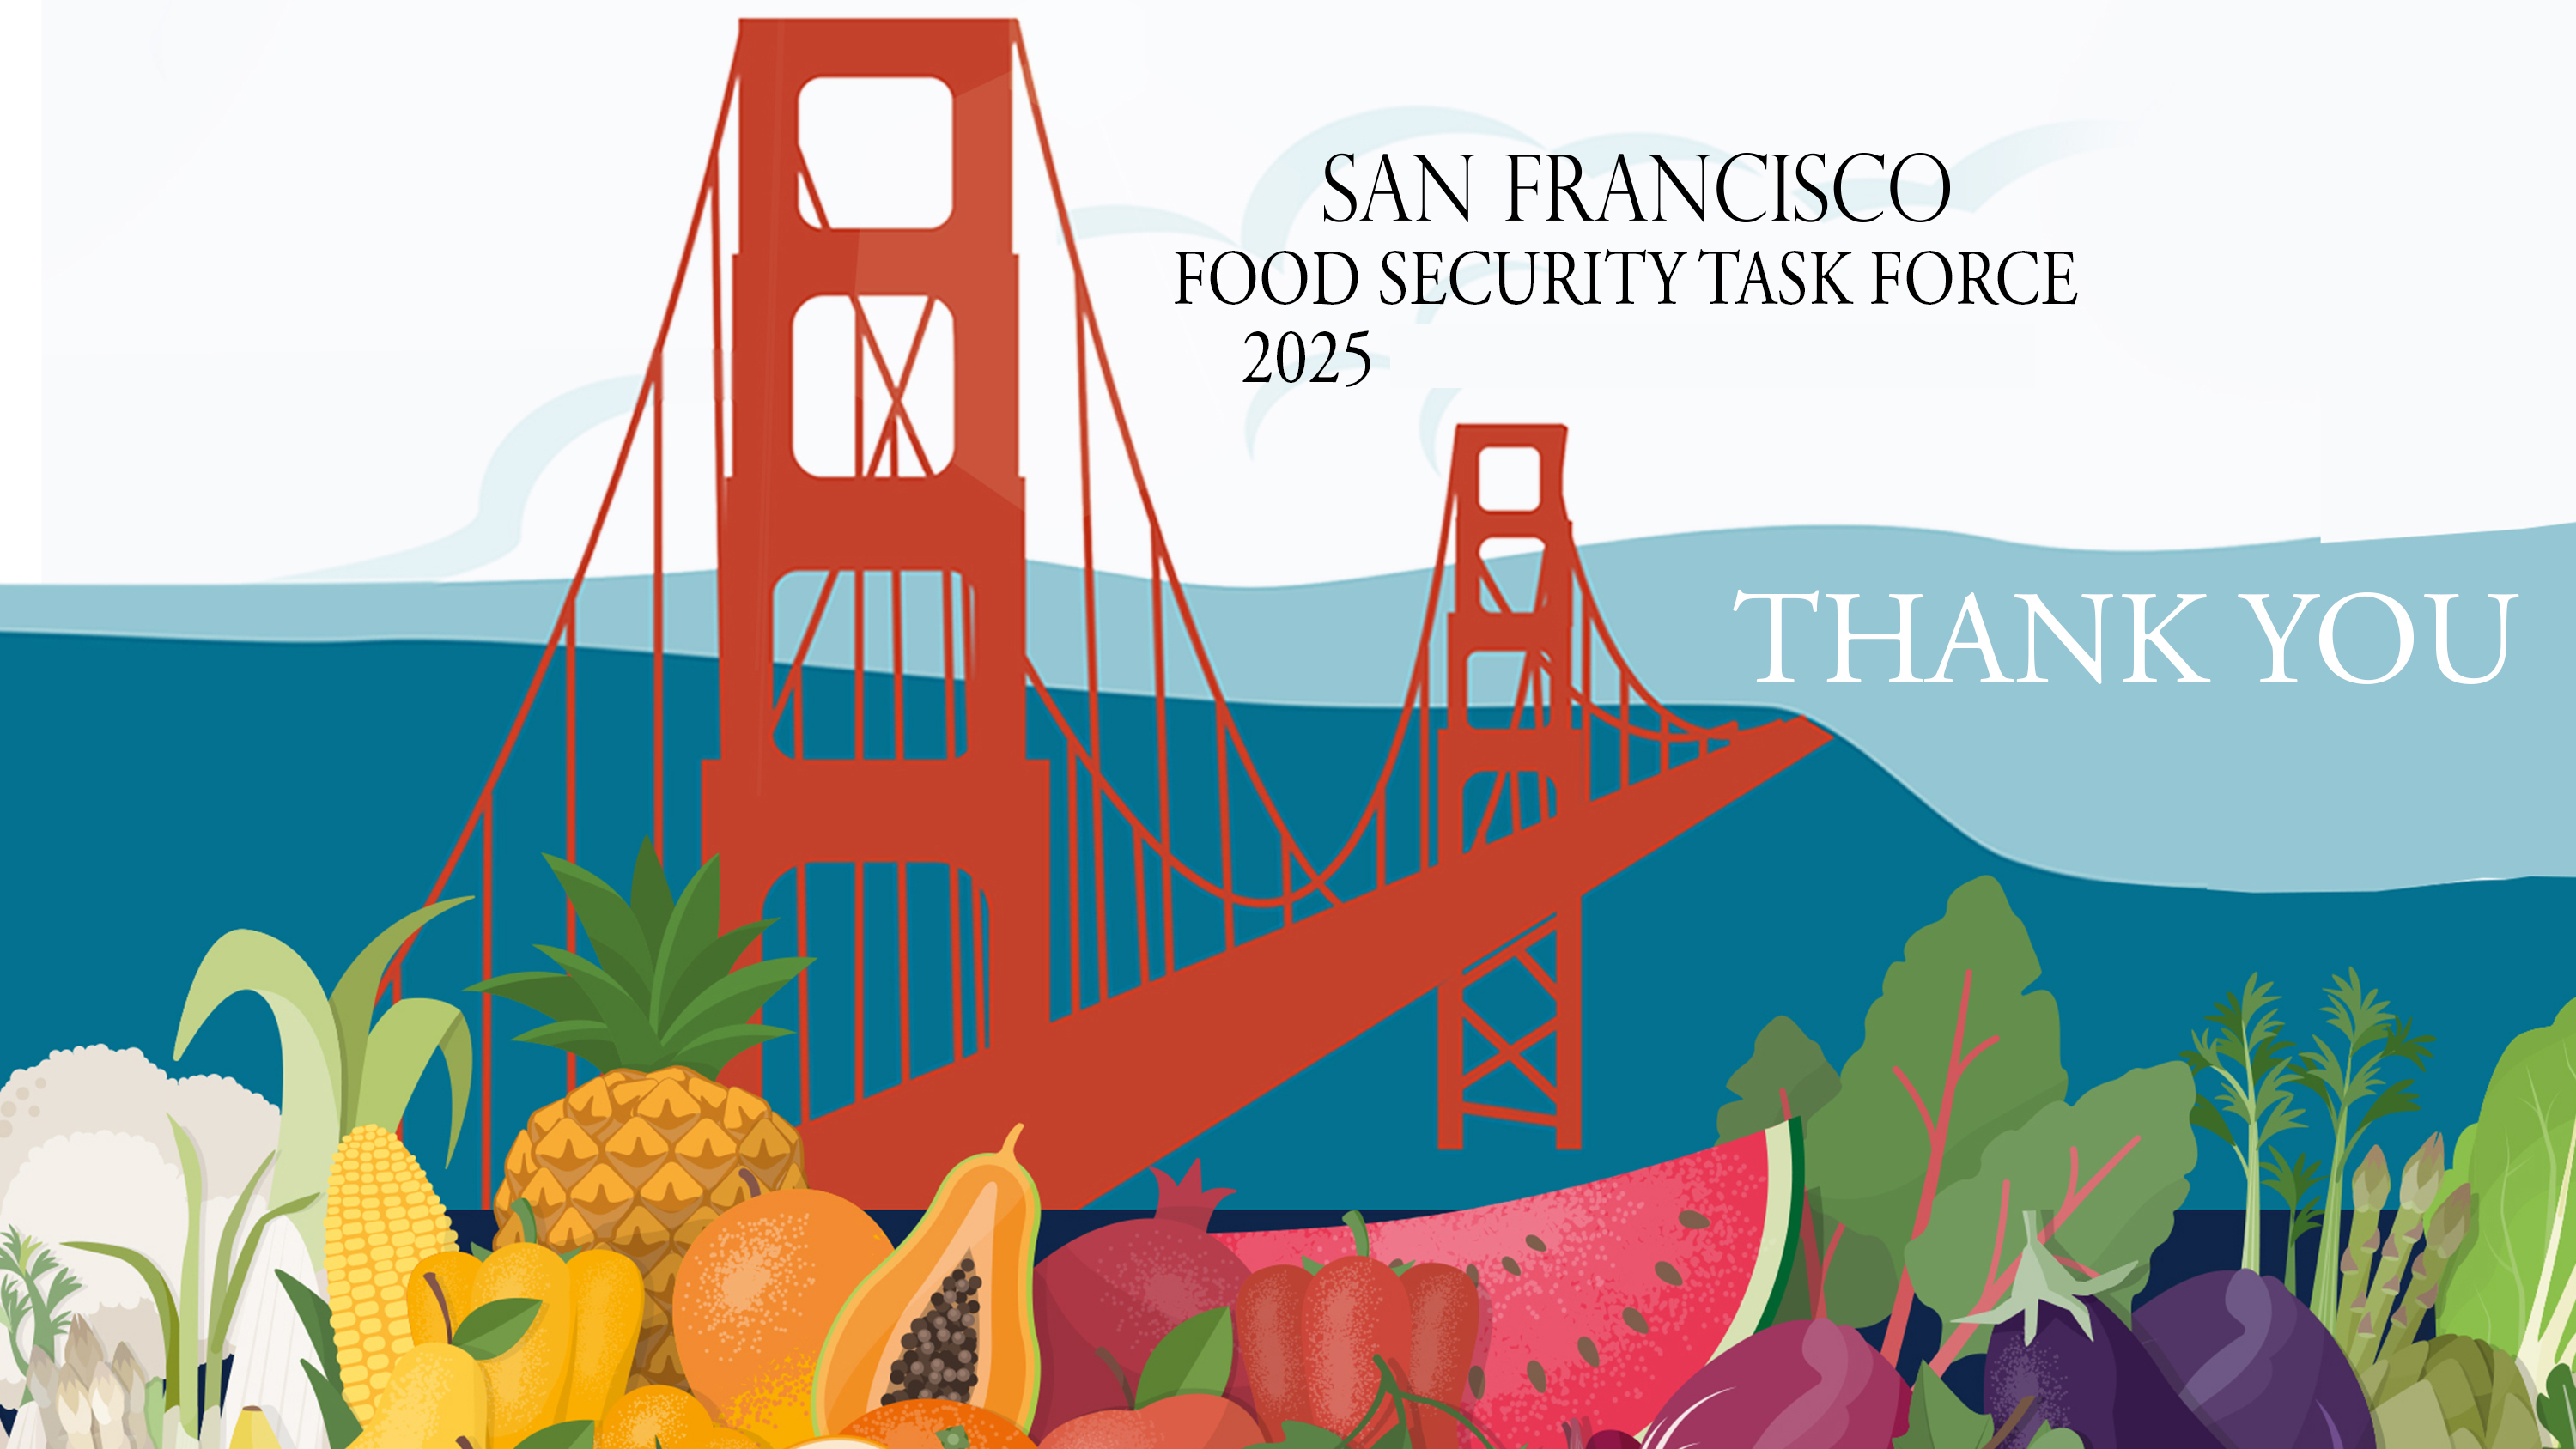 SAN FRANCISCO
FOOD SECURITY TASK FORCE
2025
THANK YOU